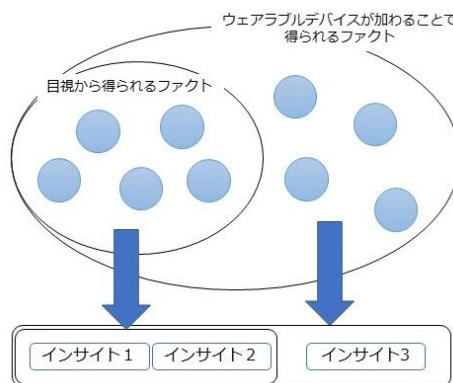 ウェアラブルデバイスが加わることで
得られるファクト
目視から得られるファクト
インサイト１
インサイト２
インサイト3